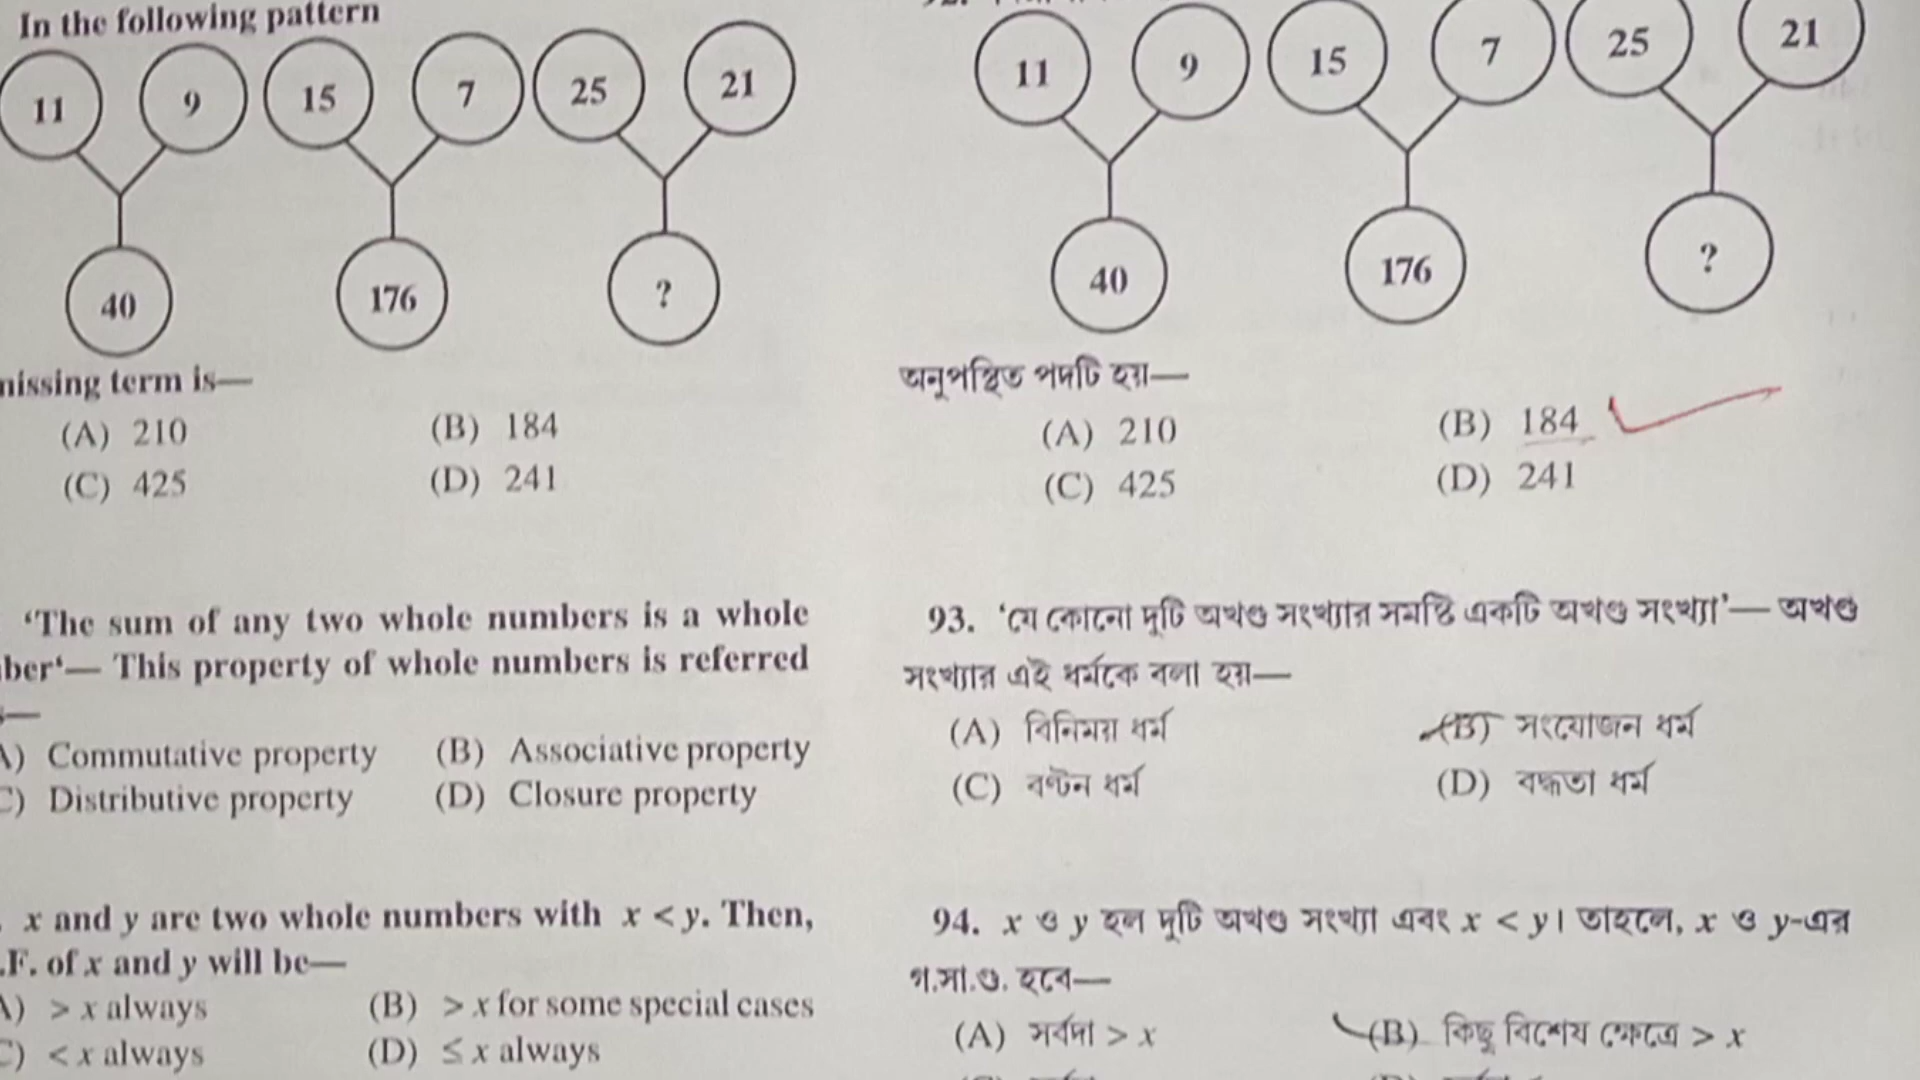 In the following pattern
11 9 15 7 25 21
40 176 ?
missing term is—
(A) 210 (B) 184
(C) 425 (D) 241
'The sum of any two whole numbers is a whole
ber'— This property of whole numbers is referred
—
A) Commutative property (B) Associative property
C) Distributive property (D) Closure property
x and y are two whole numbers with x < y. Then,
.F. of x and y will be—
A) > x always (B) > x for some special cases
C) < x always (D) ≤ x always
11 9 15 7 25 21
40 176 ?
অনুপস্থিত পদটি হয়—
(A) 210 (B) 184
(C) 425 (D) 241
93. 'যে কোনো দুটি অখণ্ড সংখ্যার সমষ্টি একটি অখণ্ড সংখ্যা'— অখণ্ড
সংখ্যার এই ধর্মকে বলা হয়—
(A) বিনিময় ধর্ম (B) সংযোজন ধর্ম
(C) বণ্টন ধর্ম (D) বদ্ধতা ধর্ম
94. x ও y হল দুটি অখণ্ড সংখ্যা এবং x < y। তাহলে, x ও y-এর
গ.সা.গু. হবে—
(A) সর্বদা > x (B) কিছু বিশেষ ক্ষেত্রে > x